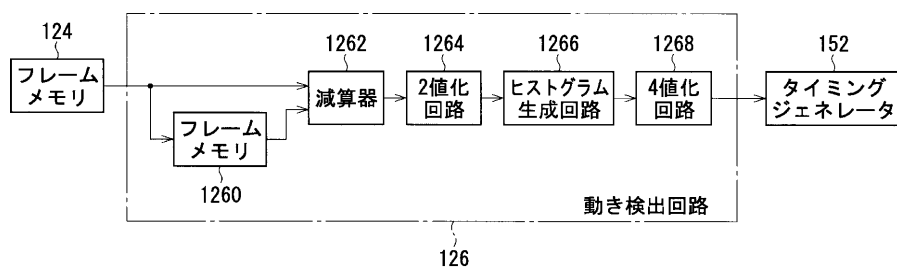 124
フレーム
メモリ
1262
減算器
1264
2値化
回路
1266
ヒストグラム
生成回路
1268
4値化
回路
152
タイミング
ジェネレータ
フレーム
メモリ
1260
動き検出回路
126